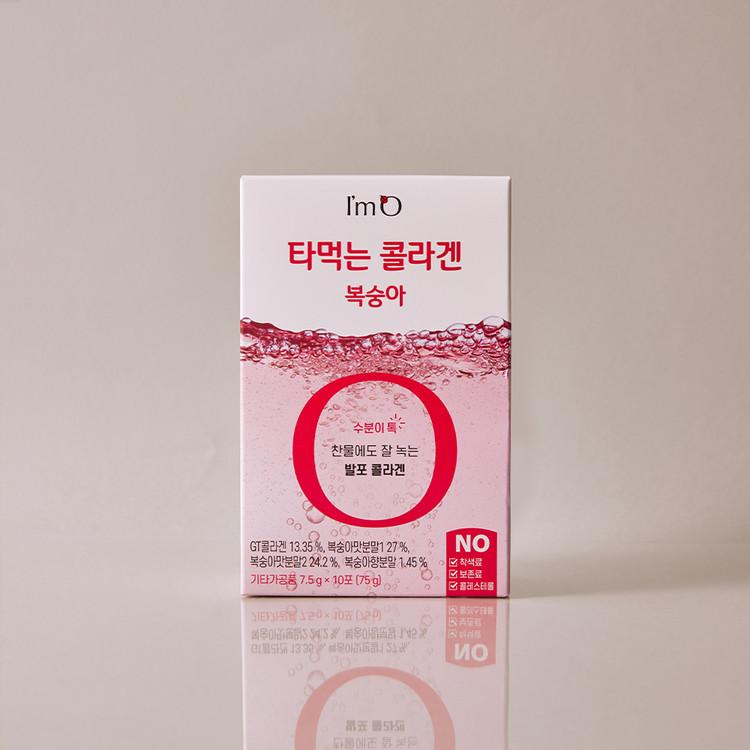 I'm O
타먹는 콜라겐
복숭아
수분이 톡
찬물에도 잘 녹는
발포 콜라겐
GT콜라겐 13.35 %, 복숭아맛분말1 27 %,
복숭아맛분말2 24.2 %, 복숭아향분말 1.45 %
기타가공품 7.5 g × 10포 (75 g)
NO
착색료
보존료
콜레스테롤